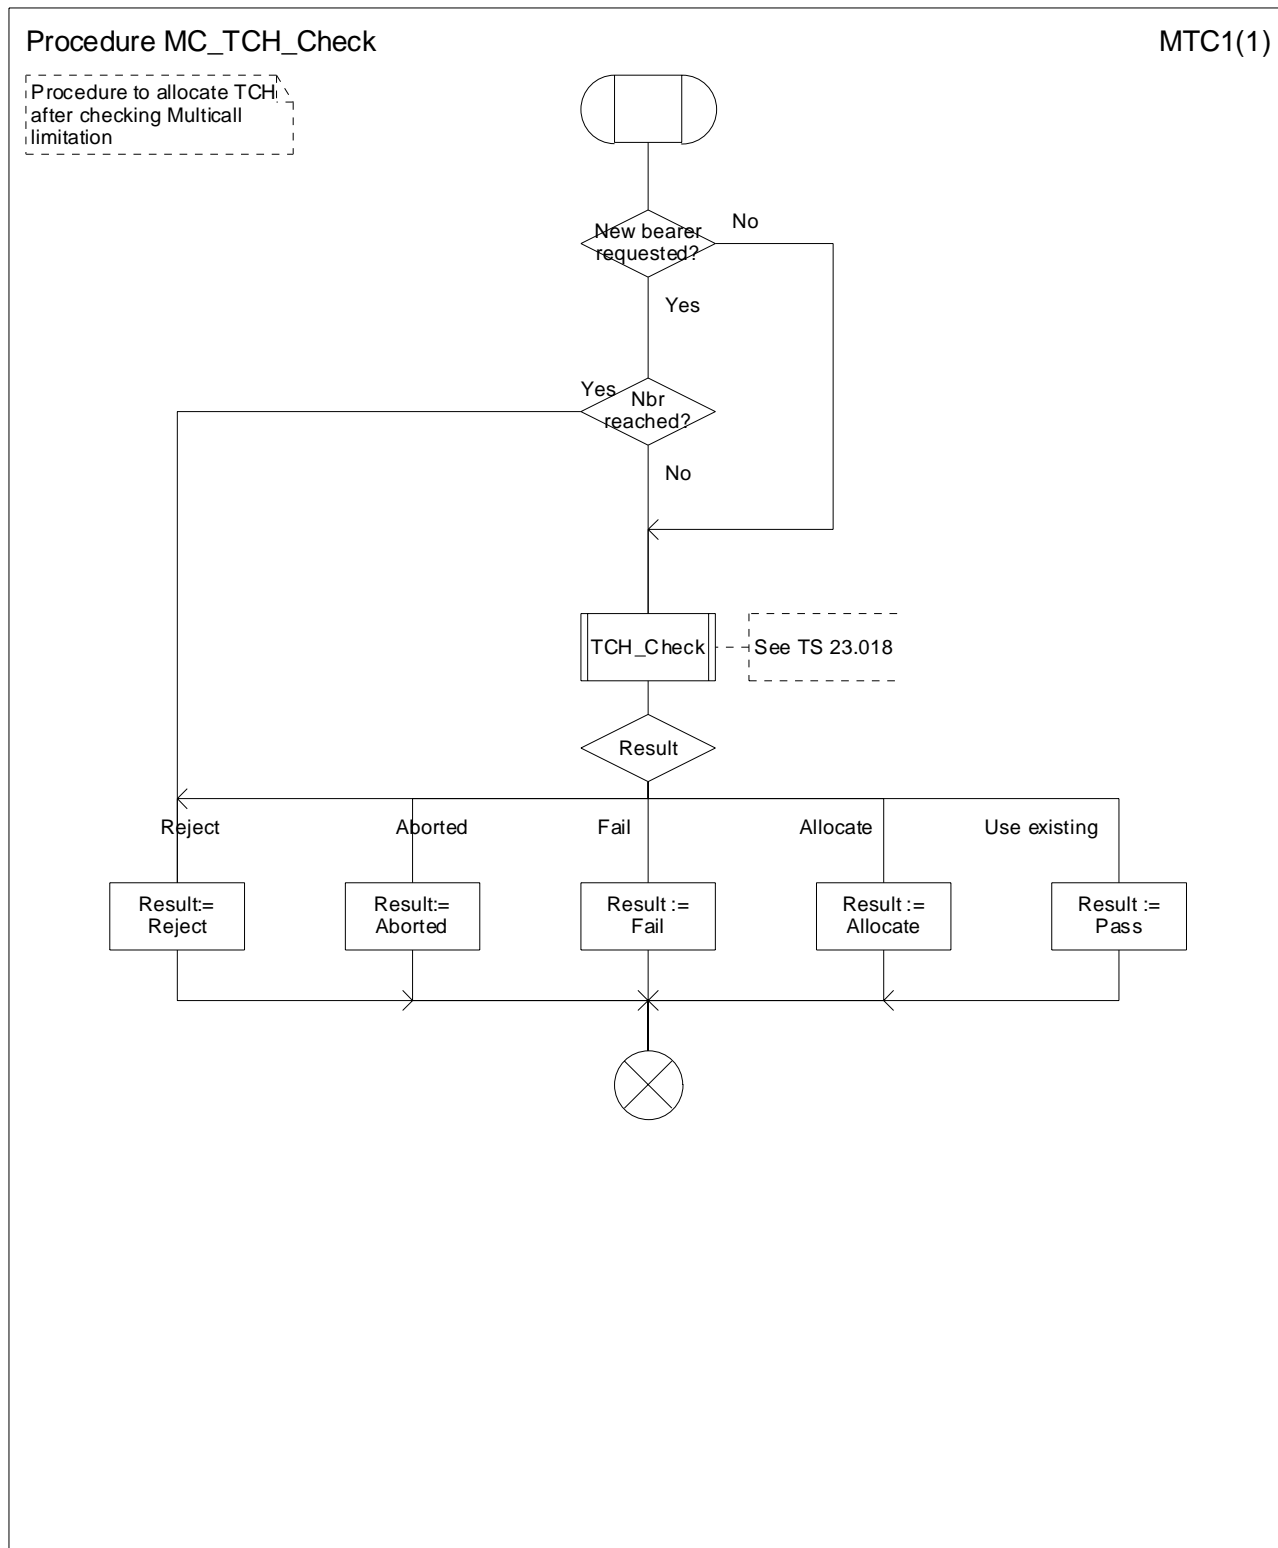 Procedure MC_TCH_Check
MTC1(1)
Procedure to allocate TCH
after checking Multicall
limitation
New bearer
requested?
No
Yes
Yes
Nbr
reached?
No
TCH_Check
See TS 23.018
Result
Reject
Aborted
Fail
Allocate
Use existing
Result:=
Reject
Result:=
Aborted
Result :=
Fail
Result :=
Allocate
Result :=
Pass